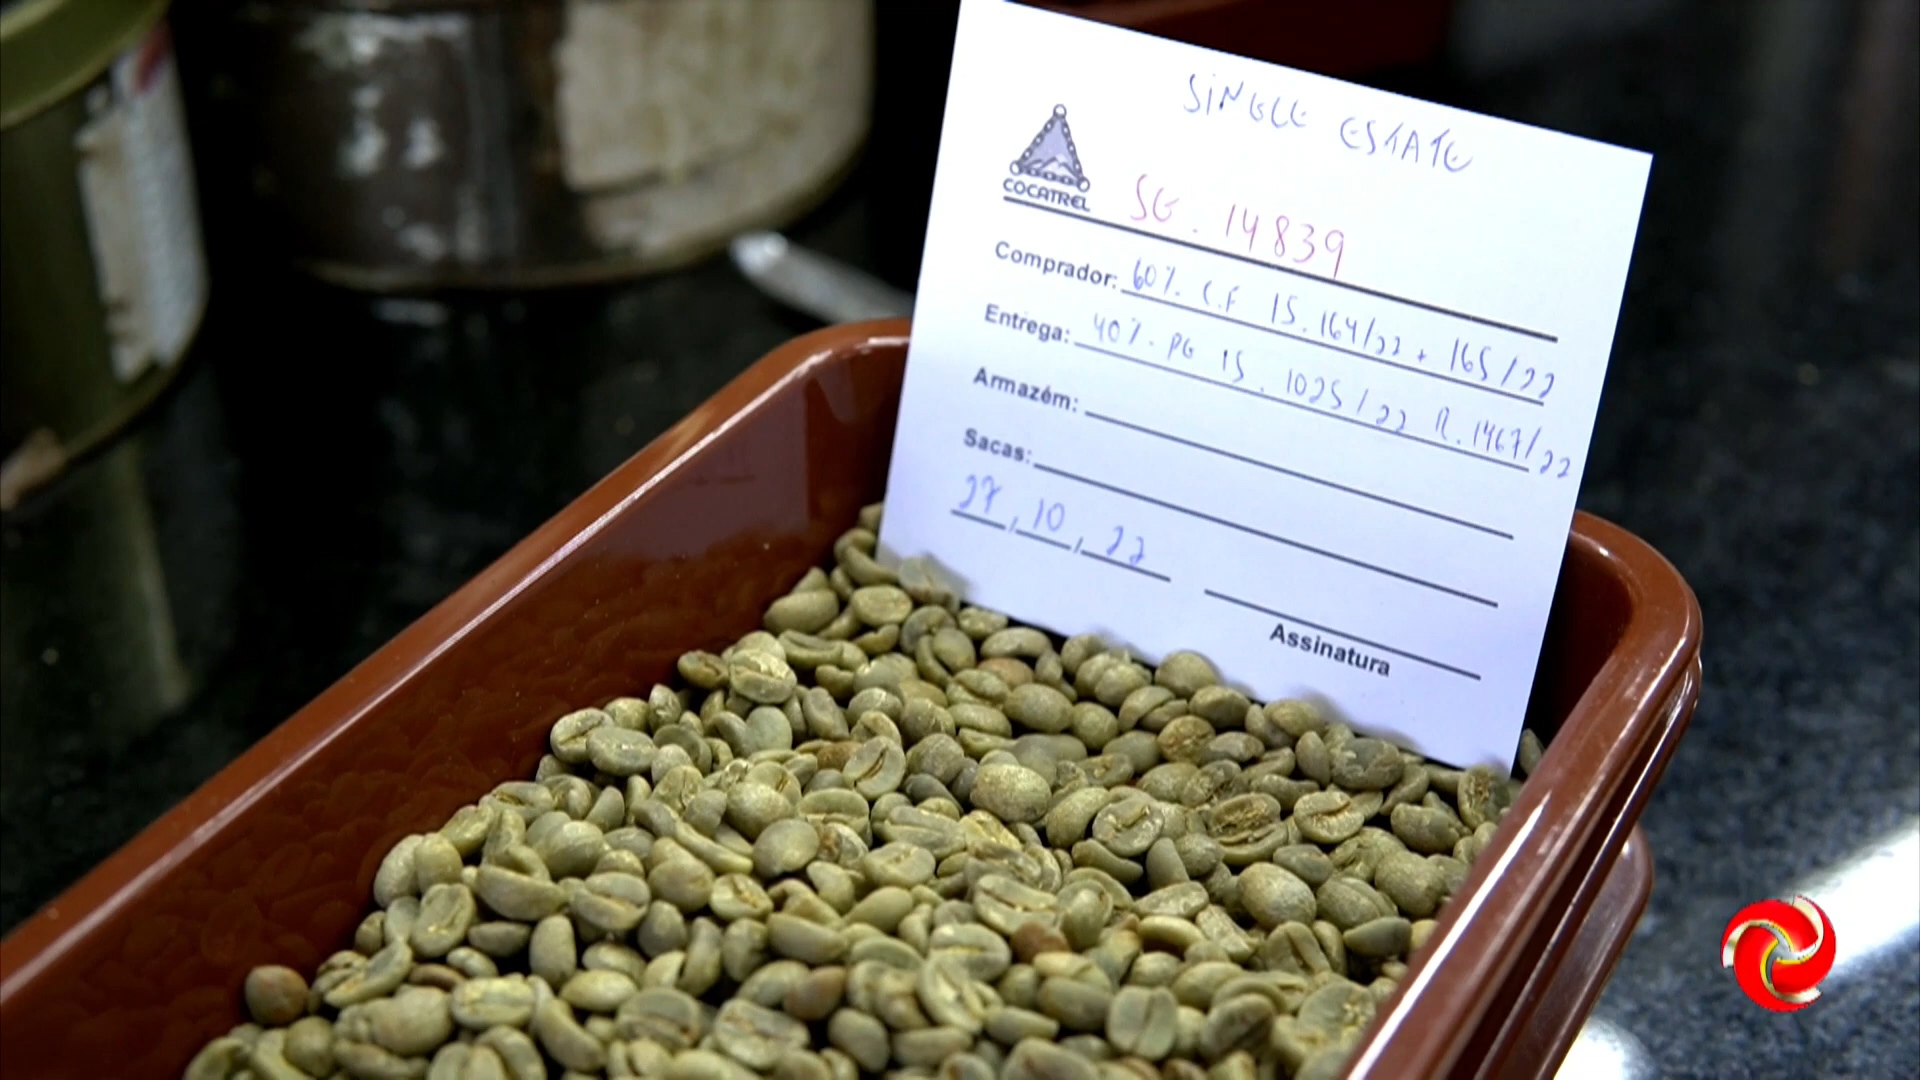 SINGLE ESTATE
COCATREL
SG. 14839
Comprador: 60%. C.F 15.164/22 + 165/22
Entrega: 40%. PG 15.1025/22 R.1467/22
Armazém:
Sacas:
27, 10, 22
Assinatura